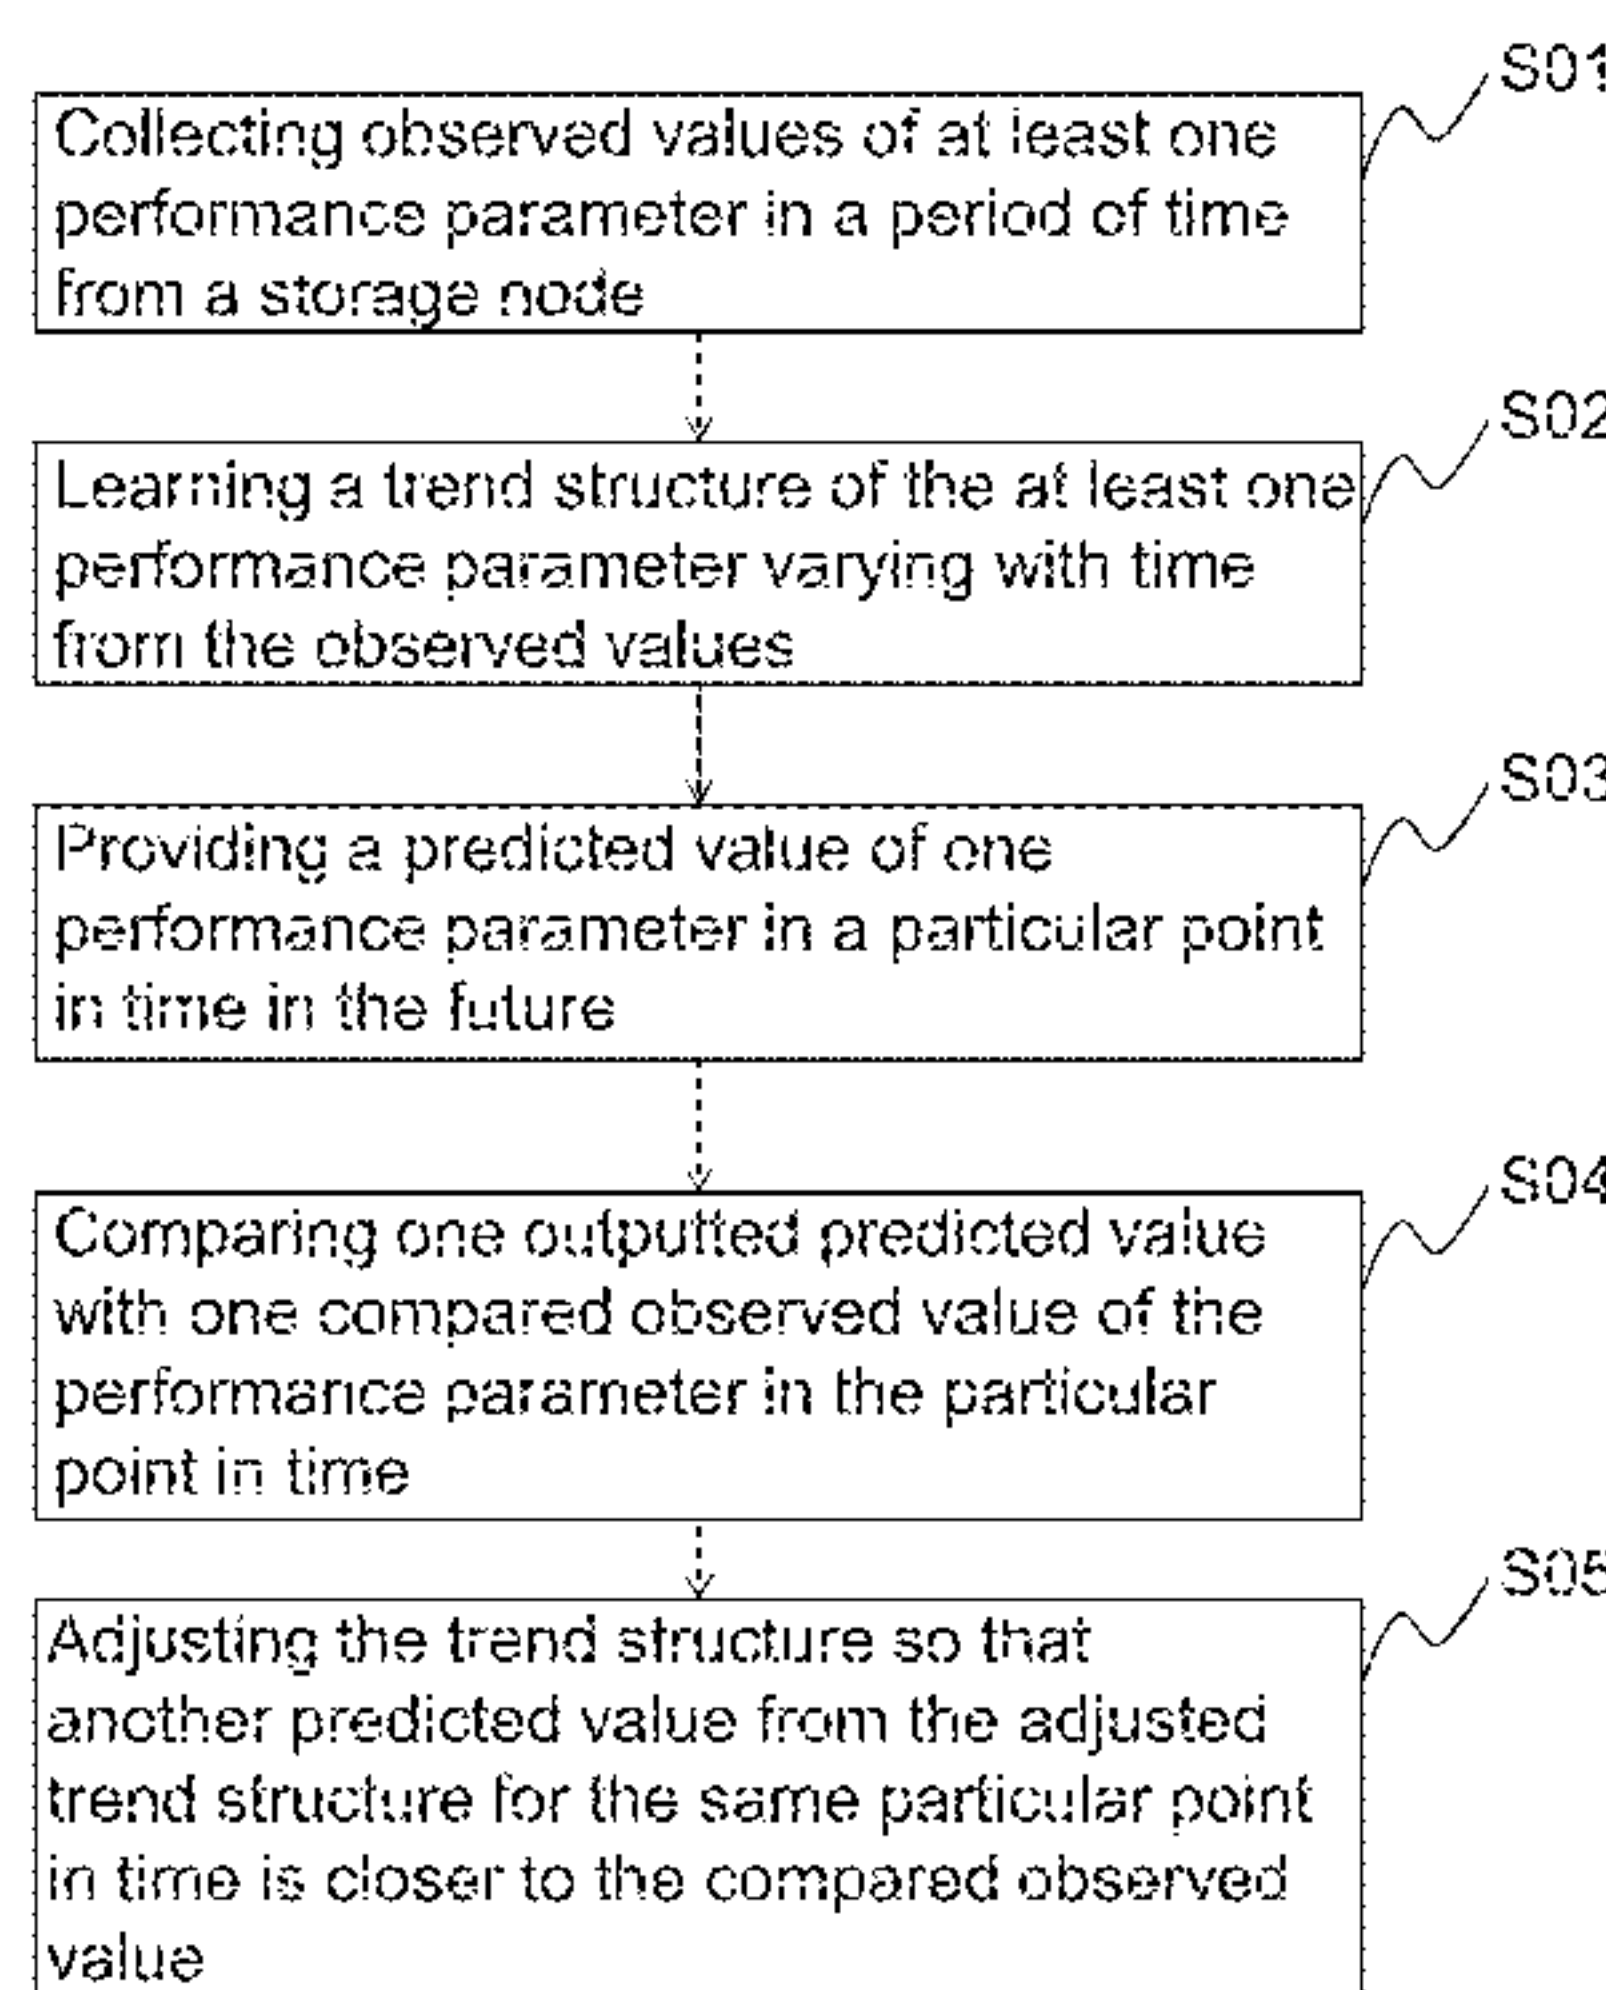 S01
Collecting observed values of at least one
performance parameter in a period of time
from a storage node
S02
Learning a trend structure of the at least one
performance parameter varying with time
from the observed values
S03
Providing a predicted value of one
performance parameter in a particular point
in time in the future
S04
Comparing one outputted predicted value
with one compared observed value of the
performance parameter in the particular
point in time
S05
Adjusting the trend structure so that
another predicted value from the adjusted
trend structure for the same particular point
in time is closer to the compared observed
value